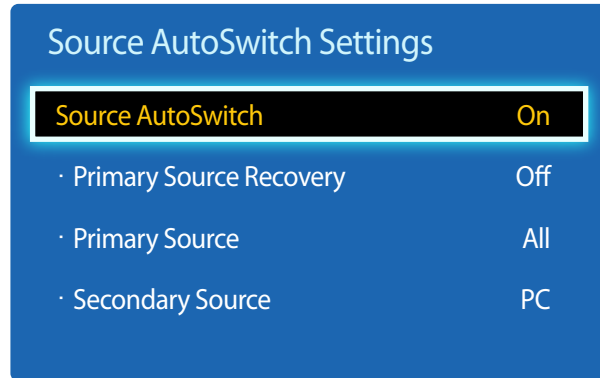 Source AutoSwitch Settings
Source AutoSwitch On
· Primary Source Recovery Off
· Primary Source All
· Secondary Source PC